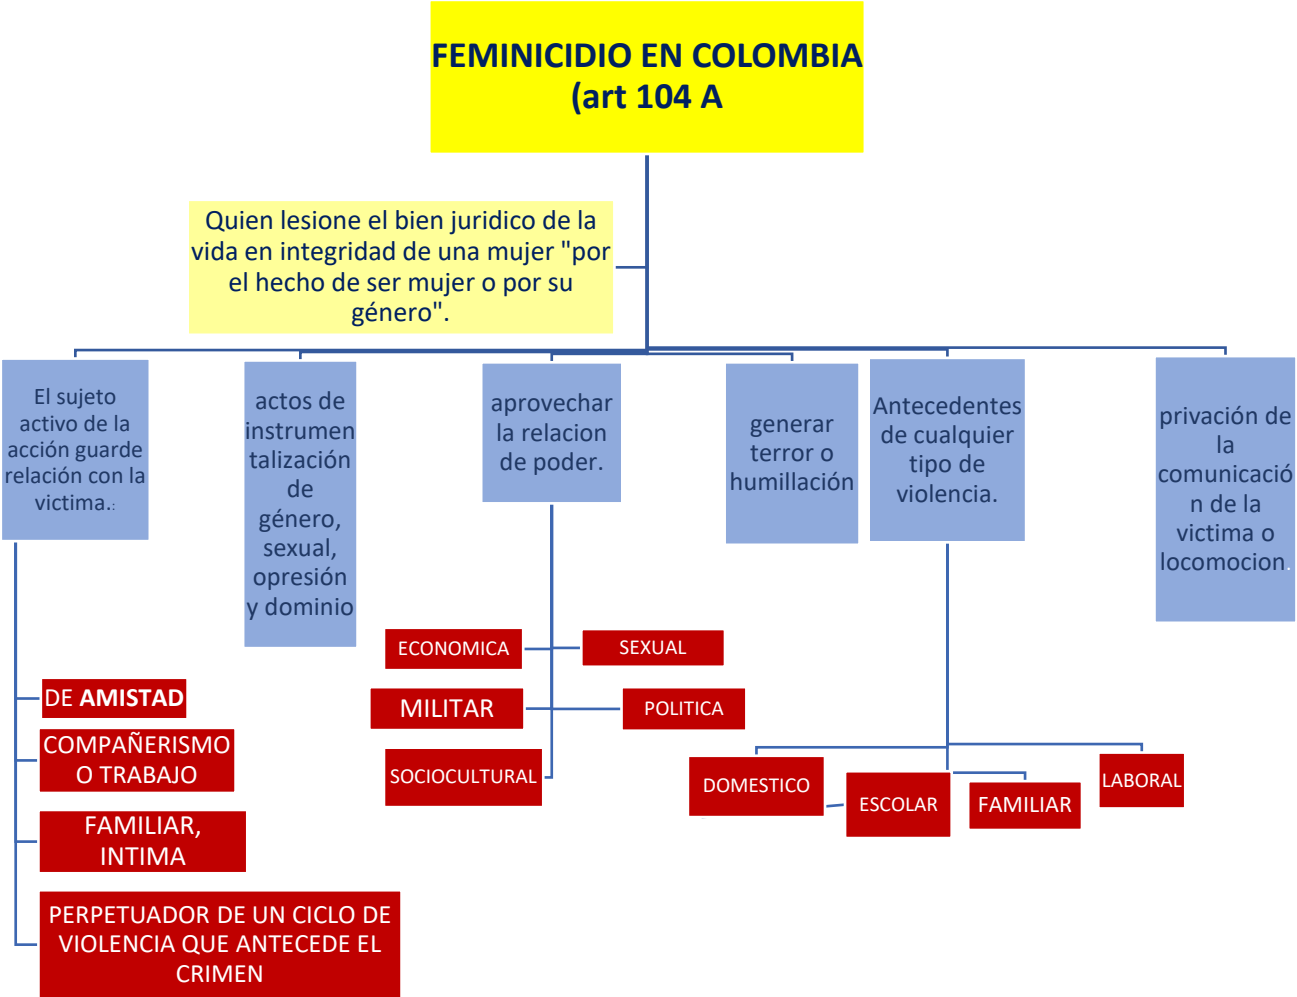 FEMINICIDIO EN COLOMBIA
(art 104 A
Quien lesione el bien juridico de la
vida en integridad de una mujer "por
el hecho de ser mujer o por su
género".
El sujeto
activo de la
acción guarde
relación con la
victima.:
actos de
instrumen
talización
de
género,
sexual,
opresión
y dominio
aprovechar
la relacion
de poder.
generar
terror o
humillación
Antecedentes
de cualquier
tipo de
violencia.
privación de
la
comunicació
n de la
victima o
locomocion.
DE AMISTAD
COMPAÑERISMO
O TRABAJO
FAMILIAR,
INTIMA
PERPETUADOR DE UN CICLO DE
VIOLENCIA QUE ANTECEDE EL
CRIMEN
ECONOMICA
SEXUAL
MILITAR
POLITICA
SOCIOCULTURAL
DOMESTICO
ESCOLAR
FAMILIAR
LABORAL